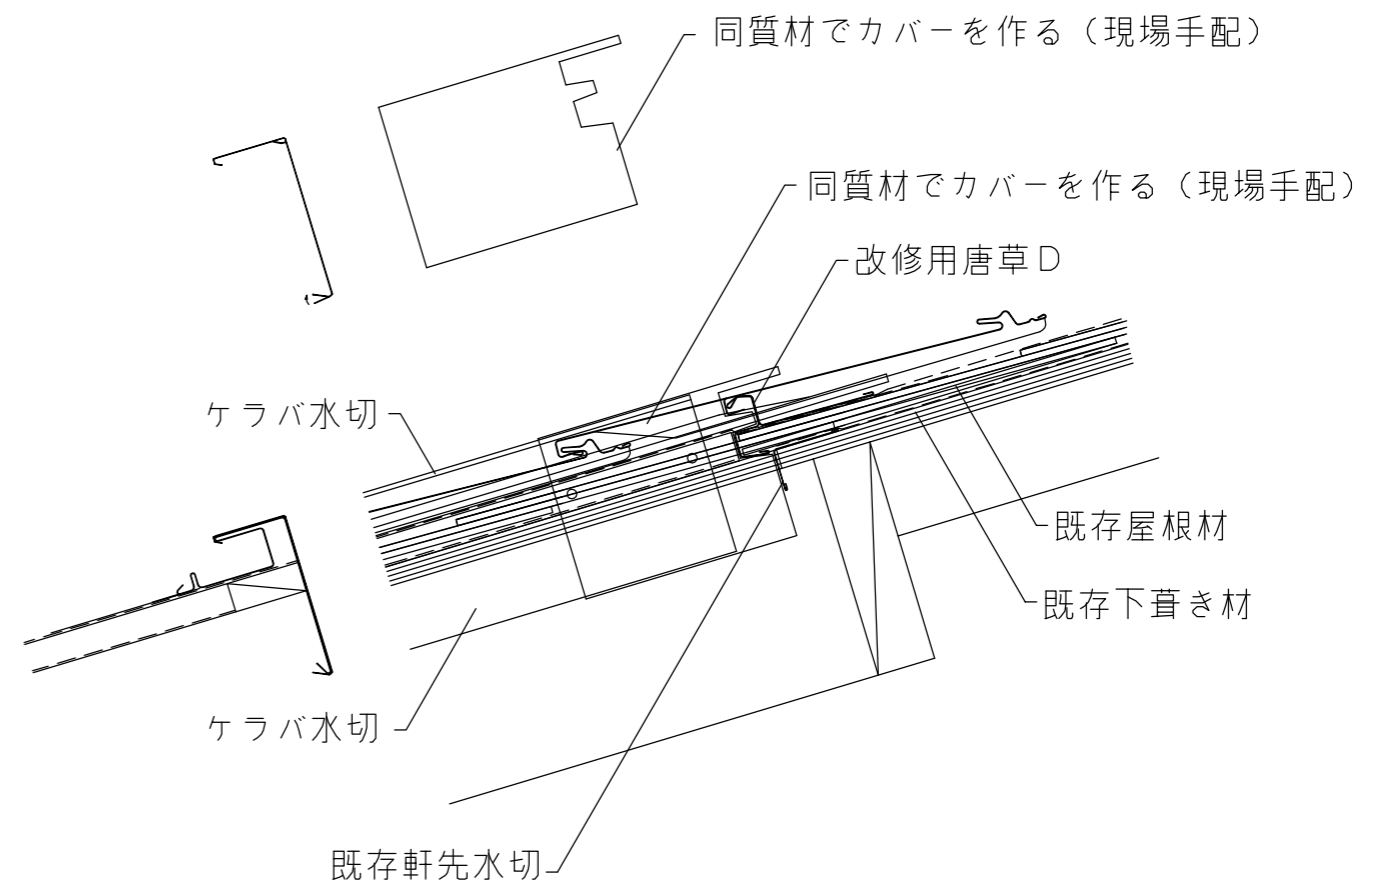 同質材でカバーを作る（現場手配）
同質材でカバーを作る（現場手配）
改修用唐草D
ケラバ水切
既存屋根材
既存下葺き材
ケラバ水切
既存軒先水切